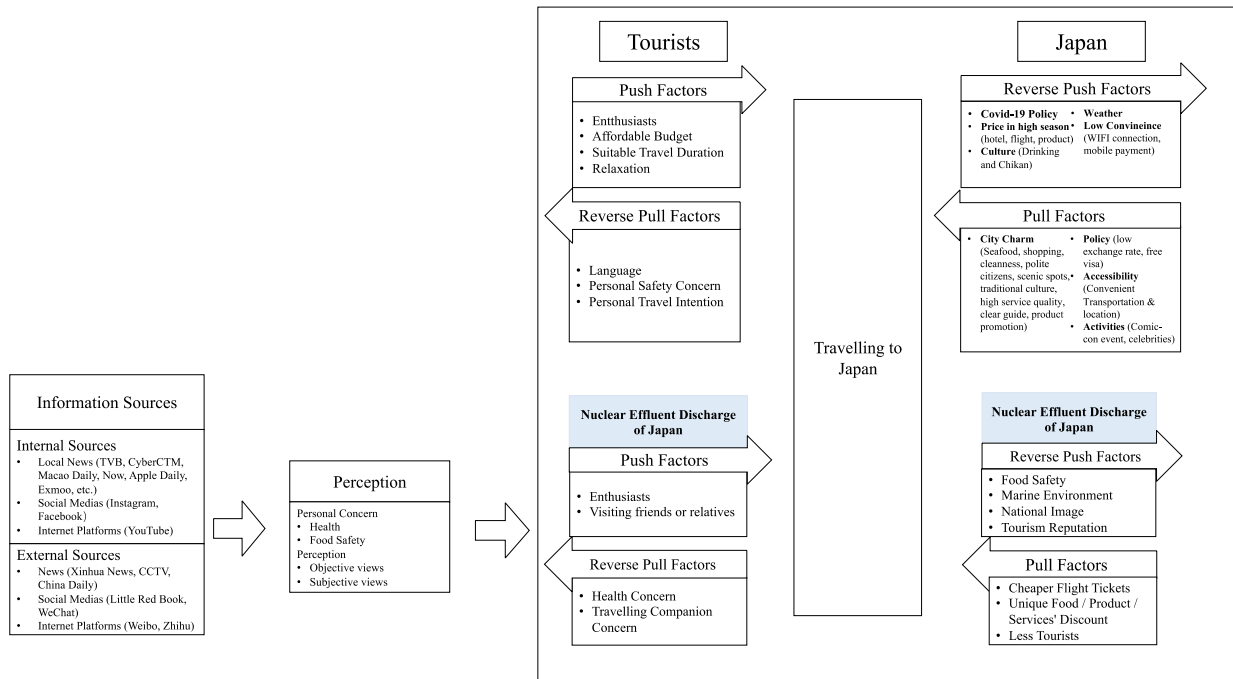 Information Sources
Internal Sources
• Local News (TVB, CyberCTM,
Macao Daily, Now, Apple Daily,
Exmoo, etc.)
• Social Medias (Instagram,
Facebook)
• Internet Platforms (YouTube)
External Sources
• News (Xinhua News, CCTV,
China Daily)
• Social Medias (Little Red Book,
WeChat)
• Internet Platforms (Weibo, Zhihu)
Perception
Personal Concern
• Health
• Food Safety
Perception
• Objective views
• Subjective views
Tourists
Push Factors
• Entthusiasts
• Affordable Budget
• Suitable Travel Duration
• Relaxation
Reverse Pull Factors
• Language
• Personal Safety Concern
• Personal Travel Intention
Nuclear Effluent Discharge
of Japan
Push Factors
• Enthusiasts
• Visiting friends or relatives
Reverse Pull Factors
• Health Concern
• Travelling Companion
Concern
Travelling to
Japan
Japan
Reverse Push Factors
• Covid-19 Policy
• Price in high season
(hotel, flight, product)
• Culture (Drinking
and Chikan)
• Weather
• Low Convineince
(WIFI connection,
mobile payment)
Pull Factors
• City Charm
(Seafood, shopping,
cleanness, polite
citizens, scenic spots,
traditional culture,
high service quality,
clear guide, product
promotion)
• Policy (low
exchange rate, free
visa)
• Accessibility
(Convenient
Transportation &
location)
• Activities (Comic-
con event, celebrities)
Nuclear Effluent Discharge
of Japan
Reverse Push Factors
• Food Safety
• Marine Environment
• National Image
• Tourism Reputation
Pull Factors
• Cheaper Flight Tickets
• Unique Food / Product /
Services' Discount
• Less Tourists